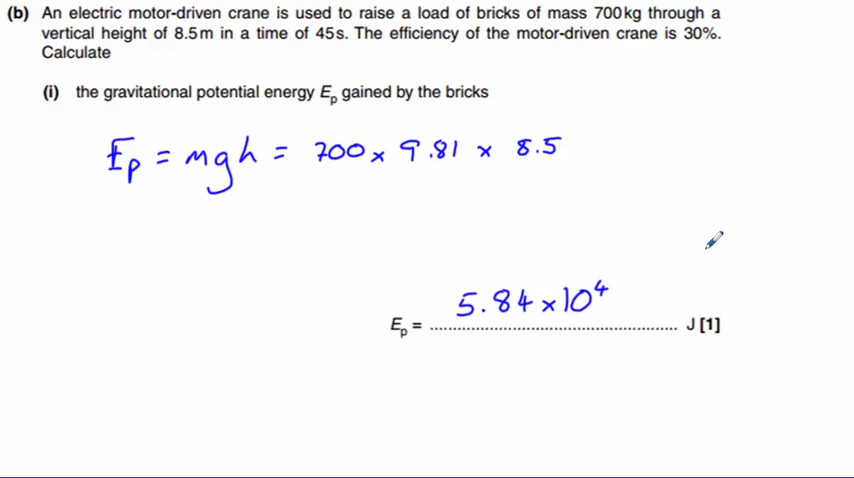 (b) An electric motor-driven crane is used to raise a load of bricks of mass 700 kg through a
vertical height of 8.5 m in a time of 45 s. The efficiency of the motor-driven crane is 30%.
Calculate
(i) the gravitational potential energy Eₚ gained by the bricks
Eₚ = mgh = 700 × 9.81 × 8.5
5.84 × 10⁴
Eₚ = .......................................................... J [1]